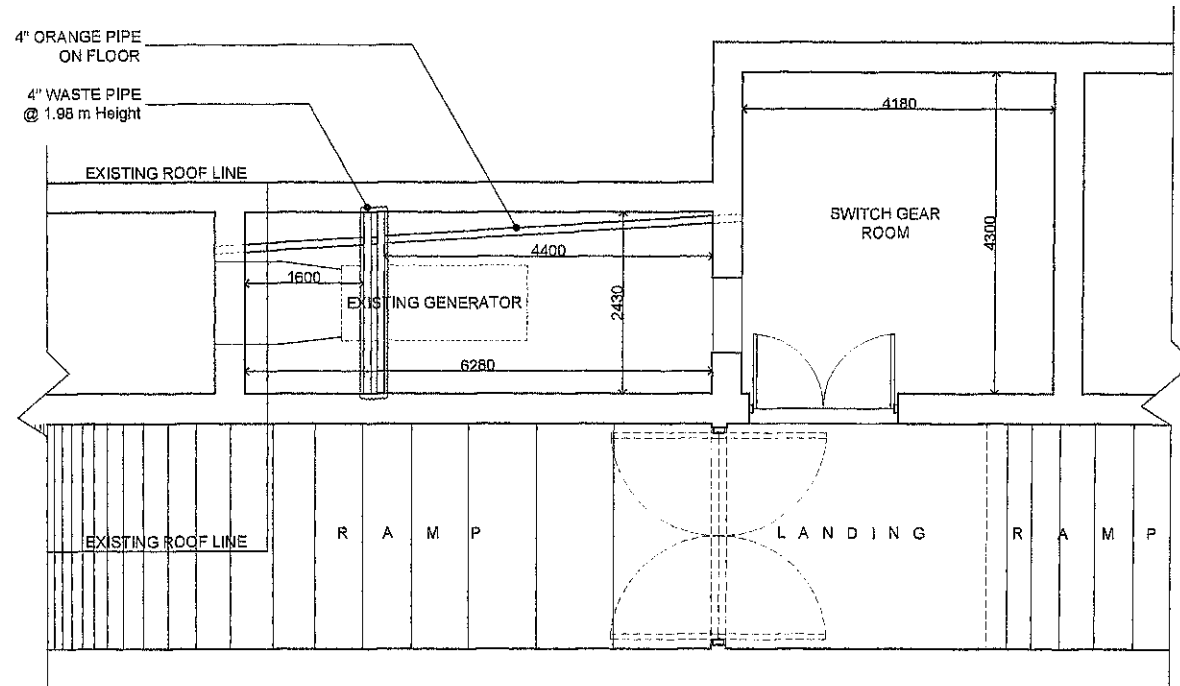 4" ORANGE PIPE
ON FLOOR
4" WASTE PIPE
@ 1.98 m Height
EXISTING ROOF LINE
4180
SWITCH GEAR
ROOM
4300
4400
1600
EXISTING GENERATOR
2430
6280
EXISTING ROOF LINE
R A M P
L A N D I N G
R A M P